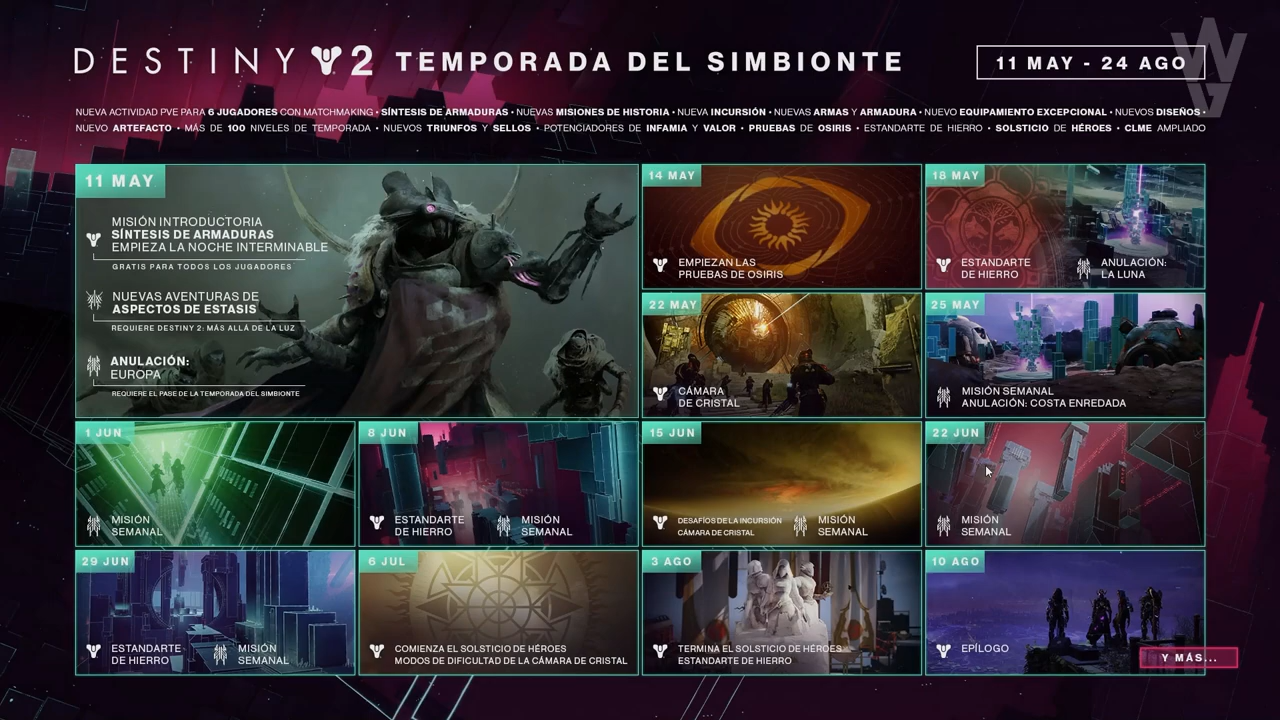 DESTINY 2 TEMPORADA DEL SIMBIONTE
11 MAY - 24 AGO
NUEVA ACTIVIDAD PVE PARA 6 JUGADORES CON MATCHMAKING • SÍNTESIS DE ARMADURAS • NUEVAS MISIONES DE HISTORIA • NUEVA INCURSIÓN • NUEVAS ARMAS Y ARMADURA • NUEVO EQUIPAMIENTO EXCEPCIONAL • NUEVOS DISEÑOS •
NUEVO ARTEFACTO • MÁS DE 100 NIVELES DE TEMPORADA • NUEVOS TRIUNFOS Y SELLOS • POTENCIADORES DE INFAMIA Y VALOR • PRUEBAS DE OSIRIS • ESTANDARTE DE HIERRO • SOLSTICIO DE HÉROES • CLME AMPLIADO
11 MAY
MISIÓN INTRODUCTORIA
SÍNTESIS DE ARMADURAS
EMPIEZA LA NOCHE INTERMINABLE
GRATIS PARA TODOS LOS JUGADORES
NUEVAS AVENTURAS DE
ASPECTOS DE ESTASIS
REQUIERE DESTINY 2: MÁS ALLÁ DE LA LUZ
ANULACIÓN:
EUROPA
REQUIERE EL PASE DE LA TEMPORADA DEL SIMBIONTE
14 MAY
EMPIEZAN LAS
PRUEBAS DE OSIRIS
18 MAY
ESTANDARTE
DE HIERRO
ANULACIÓN:
LA LUNA
22 MAY
CÁMARA
DE CRISTAL
25 MAY
MISIÓN SEMANAL
ANULACIÓN: COSTA ENREDADA
1 JUN
MISIÓN
SEMANAL
8 JUN
ESTANDARTE
DE HIERRO
MISIÓN
SEMANAL
15 JUN
DESAFÍOS DE LA INCURSIÓN
CÁMARA DE CRISTAL
MISIÓN
SEMANAL
22 JUN
MISIÓN
SEMANAL
29 JUN
ESTANDARTE
DE HIERRO
MISIÓN
SEMANAL
6 JUL
COMIENZA EL SOLSTICIO DE HÉROES
MODOS DE DIFICULTAD DE LA CÁMARA DE CRISTAL
3 AGO
TERMINA EL SOLSTICIO DE HÉROES
ESTANDARTE DE HIERRO
10 AGO
EPÍLOGO
Y MÁS...